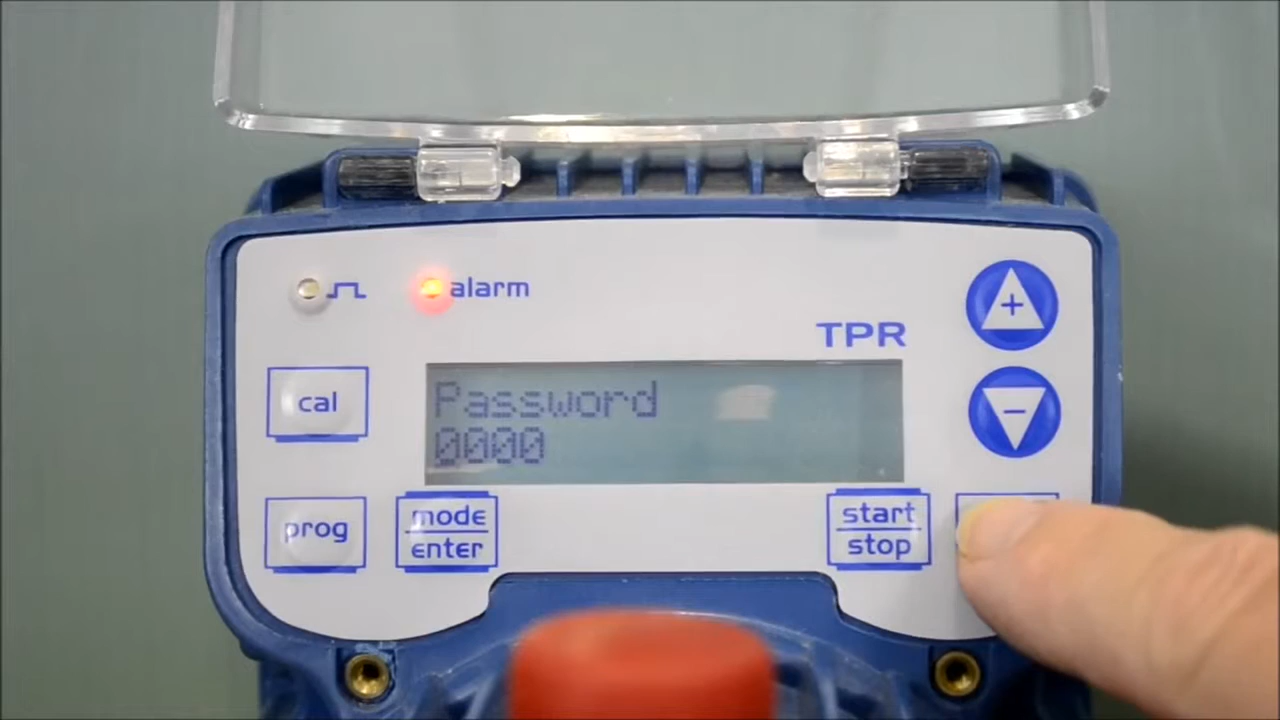 alarm
TPR
+
cal
Password
0000
−
prog
mode
enter
start
stop